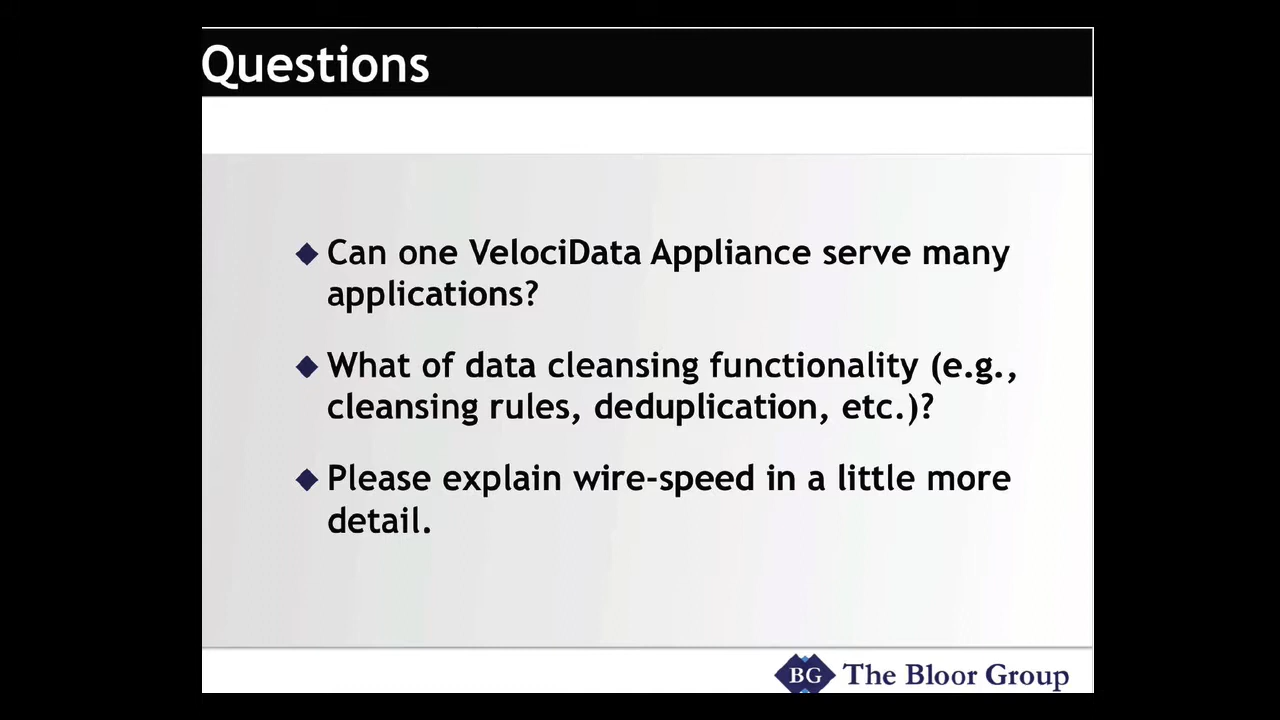 Questions
Can one VelociData Appliance serve many
applications?
What of data cleansing functionality (e.g.,
cleansing rules, deduplication, etc.)?
Please explain wire-speed in a little more
detail.
BG The Bloor Group